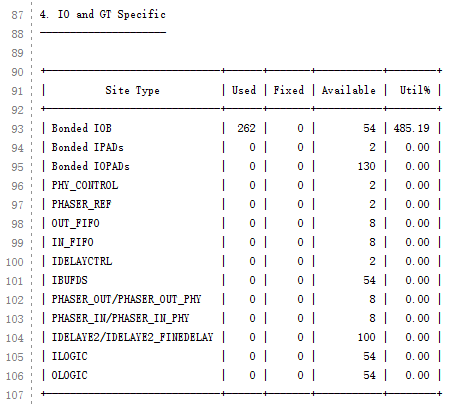 87 4. IO and GT Specific
88 ---------------------
89
90 +-----------------------------+------+-------+-----------+--------+
91 |          Site Type          | Used | Fixed | Available |  Util% |
92 +-----------------------------+------+-------+-----------+--------+
93 | Bonded IOB                  |  262 |     0 |        54 | 485.19 |
94 | Bonded IPADs                |    0 |     0 |         2 |   0.00 |
95 | Bonded IOPADs               |    0 |     0 |       130 |   0.00 |
96 | PHY_CONTROL                 |    0 |     0 |         2 |   0.00 |
97 | PHASER_REF                  |    0 |     0 |         2 |   0.00 |
98 | OUT_FIFO                    |    0 |     0 |         8 |   0.00 |
99 | IN_FIFO                     |    0 |     0 |         8 |   0.00 |
100 | IDELAYCTRL                  |    0 |     0 |         2 |   0.00 |
101 | IBUFDS                      |    0 |     0 |        54 |   0.00 |
102 | PHASER_OUT/PHASER_OUT_PHY   |    0 |     0 |         8 |   0.00 |
103 | PHASER_IN/PHASER_IN_PHY     |    0 |     0 |         8 |   0.00 |
104 | IDELAYE2/IDELAYE2_FINEDELAY |    0 |     0 |       100 |   0.00 |
105 | ILOGIC                      |    0 |     0 |        54 |   0.00 |
106 | OLOGIC                      |    0 |     0 |        54 |   0.00 |
107 +-----------------------------+------+-------+-----------+--------+